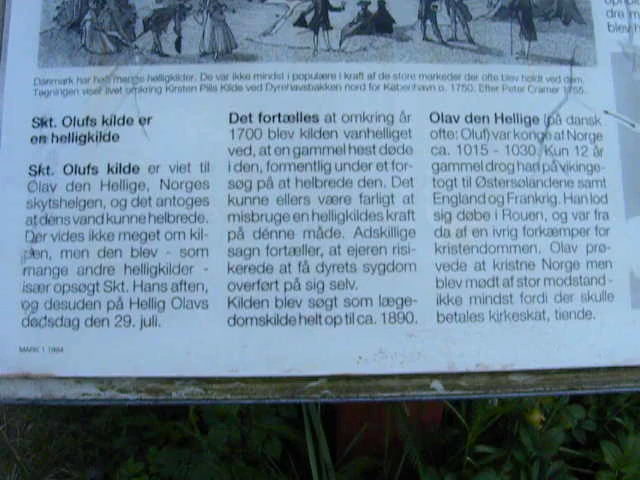 Danmark har haft mange helligkilder. De var ikke mindst populære i kraft af de store markeder der ofte blev holdt ved dem.
Tegningen viser livet omkring Kirsten Piils Kilde ved Dyrehavsbakken nord for København o. 1750. Efter Peter Cramer 1755.
Skt. Olufs kilde er
en helligkilde
Skt. Olufs kilde er viet til
Olav den Hellige, Norges
skytshelgen, og det antoges
at dens vand kunne helbrede.
Der vides ikke meget om kil-
den, men den blev - som
mange andre helligkilder -
især opsøgt Skt. Hans aften,
og desuden på Hellig Olavs
dødsdag den 29. juli.
MARK 1 1994
Det fortælles at omkring år
1700 blev kilden vanhelliget
ved, at en gammel hest døde
i den, formentlig under et for-
søg på at helbrede den. Det
kunne ellers være farligt at
misbruge en helligkildes kraft
på denne måde. Adskillige
sagn fortæller, at ejeren risi-
kerede at få dyrets sygdom
overført på sig selv.
Kilden blev søgt som læge-
domskilde helt op til ca. 1890.
Olav den Hellige (på dansk
ofte: Oluf) var konge af Norge
ca. 1015 - 1030. Kun 12 år
gammel drog han på vikinge-
togt til Østersølandene samt
England og Frankrig. Han lod
sig døbe i Rouen, og var fra
da af en ivrig forkæmper for
kristendommen. Olav prø-
vede at kristne Norge men
blev mødt af stor modstand -
ikke mindst fordi der skulle
betales kirkeskat, tiende.